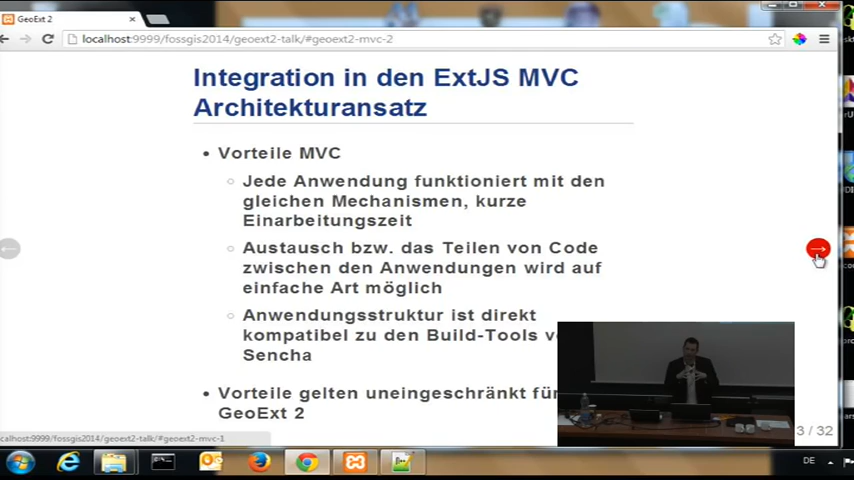 GeoExt 2
localhost:9999/fossgis2014/geoext2-talk/#geoext2-mvc-2
Integration in den ExtJS MVC
Architekturansatz
Vorteile MVC
Jede Anwendung funktioniert mit den
gleichen Mechanismen, kurze
Einarbeitungszeit
Austausch bzw. das Teilen von Code
zwischen den Anwendungen wird auf
einfache Art möglich
Anwendungsstruktur ist direkt
kompatibel zu den Build-Tools
Sencha
Vorteile gelten uneingeschränkt für
GeoExt 2
3 / 32
ocalhost:9999/fossgis2014/geoext2-talk/#geoext2-mvc-1
DE